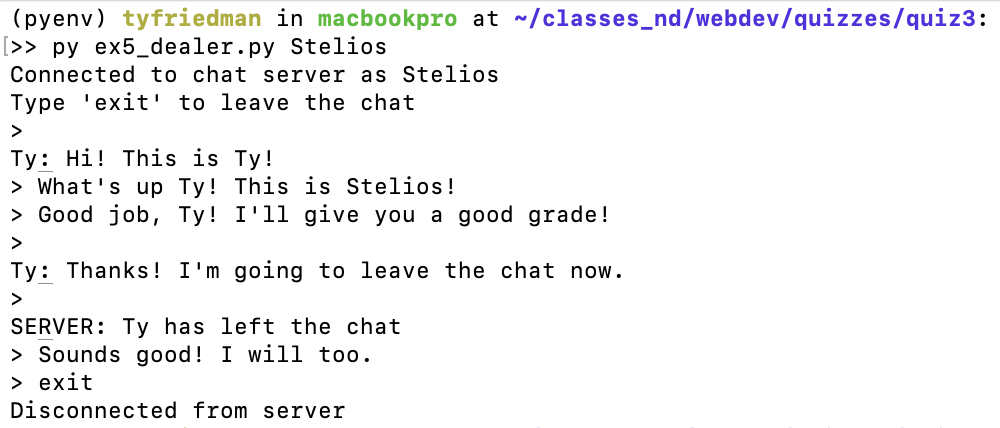 (pyenv) tyfriedman in macbookpro at ~/classes_nd/webdev/quizzes/quiz3:
[>> py ex5_dealer.py Stelios
Connected to chat server as Stelios
Type 'exit' to leave the chat
>
Ty: Hi! This is Ty!
> What's up Ty! This is Stelios!
> Good job, Ty! I'll give you a good grade!
>
Ty: Thanks! I'm going to leave the chat now.
>
SERVER: Ty has left the chat
> Sounds good! I will too.
> exit
Disconnected from server